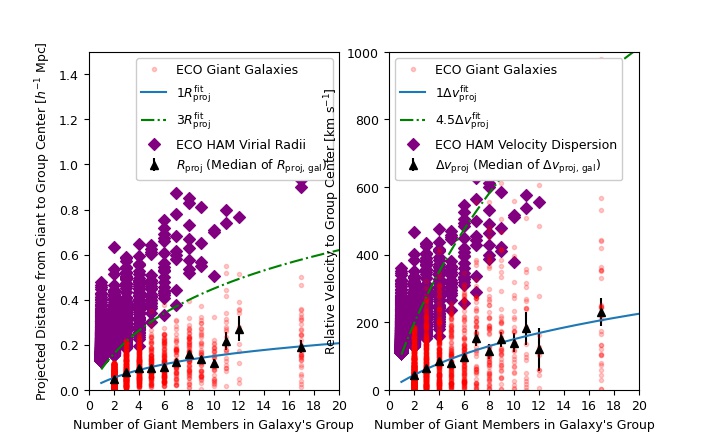 Projected Distance from Giant to Group Center [h⁻¹ Mpc]
1.4
1.2
1.0
0.8
0.6
0.4
0.2
0.0
ECO Giant Galaxies
1R_proj^fit
3R_proj^fit
ECO HAM Virial Radii
R_proj (Median of R_proj, gal)
0 2 4 6 8 10 12 14 16 18 20
Number of Giant Members in Galaxy's Group
Relative Velocity to Group Center [km s⁻¹]
1000
800
600
400
200
0
ECO Giant Galaxies
1Δv_proj^fit
4.5Δv_proj^fit
ECO HAM Velocity Dispersion
Δv_proj (Median of Δv_proj, gal)
0 2 4 6 8 10 12 14 16 18 20
Number of Giant Members in Galaxy's Group